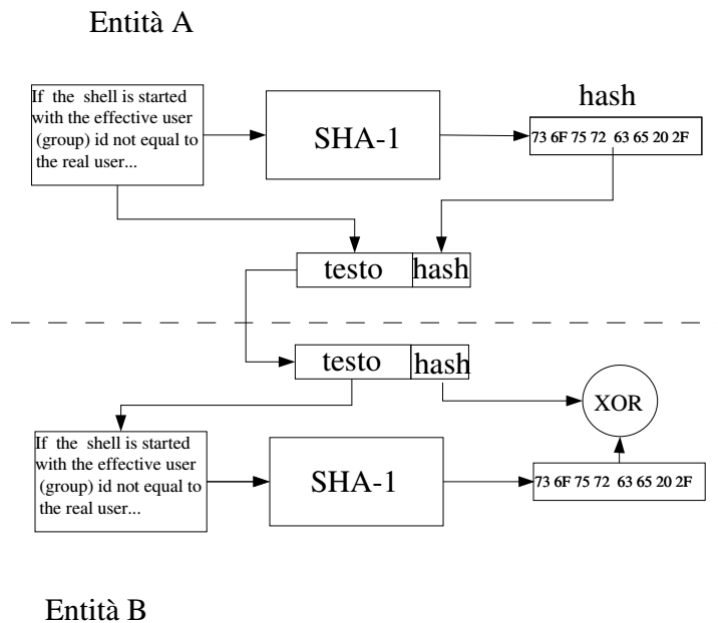 Entità A
If the shell is started
with the effective user
(group) id not equal to
the real user...
SHA-1
hash
73 6F 75 72 63 65 20 2F
testo
hash
testo
hash
XOR
If the shell is started
with the effective user
(group) id not equal to
the real user...
SHA-1
73 6F 75 72 63 65 20 2F
Entità B